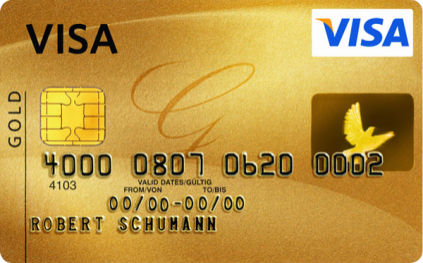 VISA
VISA
GOLD
G
4000 0807 0620 0002
4103
VALID DATES/GÜLTIG
FROM/VON TO/BIS
00/00-00/00
ROBERT SCHUMANN